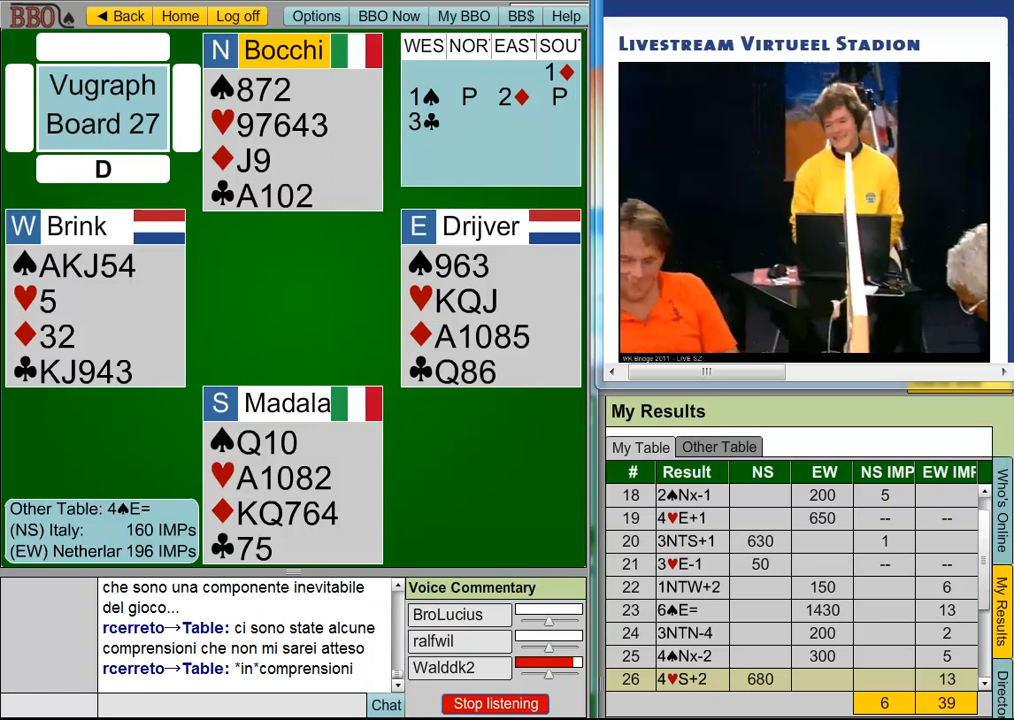 BBO
Back
Home
Log off
Options
BBO Now
My BBO
BB$
Help
Vugraph
Board 27
D
N Bocchi
♠872
♥97643
♦J9
♣A102
WES NOR EAST SOUT
1♦
1♠ P 2♦ P
3♣
W Brink
♠AKJ54
♥5
♦32
♣KJ943
E Drijver
♠963
♥KQJ
♦A1085
♣Q86
S Madala
♠Q10
♥A1082
♦KQ764
♣75
Other Table: 4♠E=
(NS) Italy: 160 IMPs
(EW) Netherlar 196 IMPs
che sono una componente inevitabile
del gioco...
rcerreto→Table: ci sono state alcune
comprensioni che non mi sarei atteso
rcerreto→Table: *in*comprensioni
Chat
Voice Commentary
BroLucius
ralfwil
Walddk2
Stop listening
Livestream Virtueel Stadion
WK Bridge 2011 - LIVE SZ
My Results
My Table
Other Table
# Result NS EW NS IMP EW IMF
18 2♠Nx-1 200 5
19 4♥E+1 650 -- --
20 3NTS+1 630 1
21 3♥E-1 50 -- --
22 1NTW+2 150 6
23 6♠E= 1430 13
24 3NTN-4 200 2
25 4♠Nx-2 300 5
26 4♥S+2 680 13
6 39
Who's Online
My Results
Director